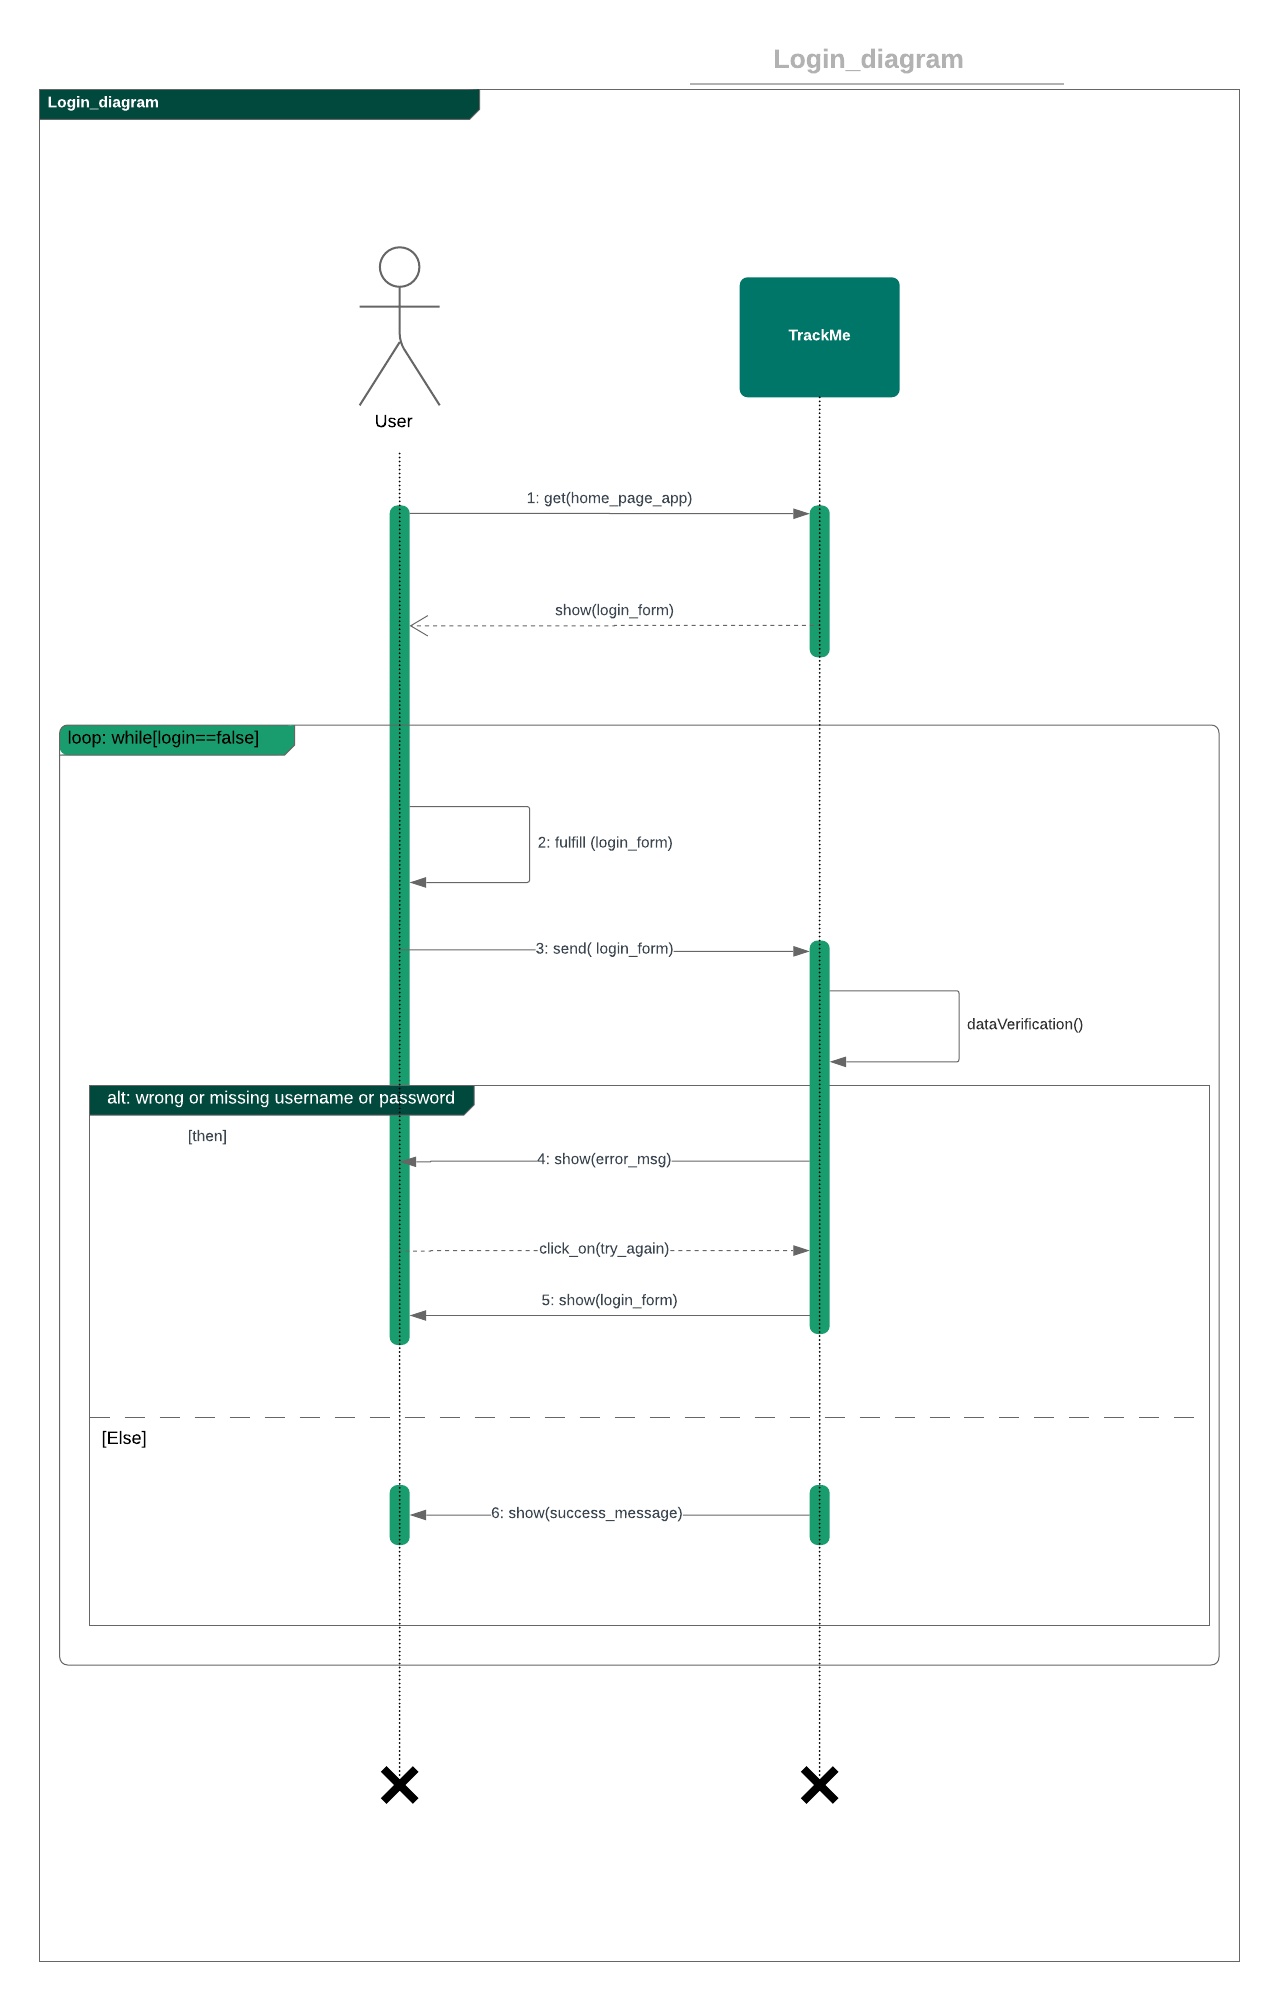 Login_diagram
Login_diagram
TrackMe
User
1: get(home_page_app)
show(login_form)
loop: while[login==false]
2: fulfill (login_form)
3: send( login_form)
dataVerification()
alt: wrong or missing username or password
[then]
4: show(error_msg)
click_on(try_again)
5: show(login_form)
[Else]
6: show(success_message)